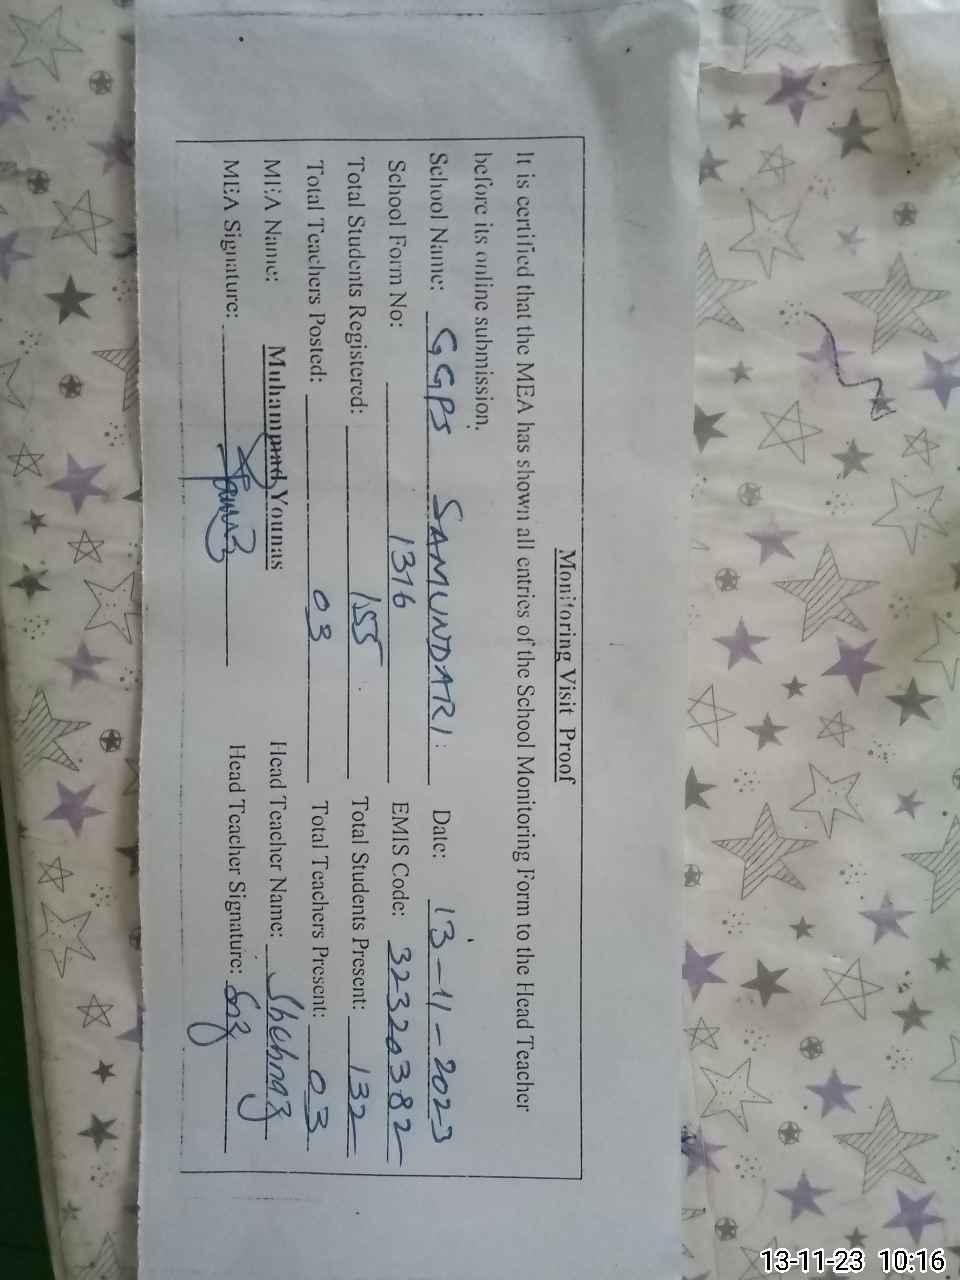 Monitoring Visit Proof
It is certified that the MEA has shown all entries of the School Monitoring Form to the Head Teacher
before its online submission.
School Name: GGPS SAMUNDARI: Date: 13-11-2023
School Form No: 1316 EMIS Code: 32320382
Total Students Registered: 155 Total Students Present: 132
Total Teachers Posted: 03 Total Teachers Present: 03
MEA Name: Muhammad Younas Head Teacher Name: Shehnaz
MEA Signature: Head Teacher Signature:
13-11-23 10:16